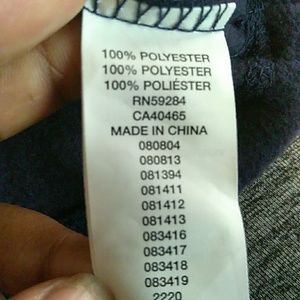 100% POLYESTER
100% POLYESTER
100% POLIÉSTER
RN59284
CA40465
MADE IN CHINA
080804
080813
081394
081411
081412
081413
083416
083417
083418
083419
2220